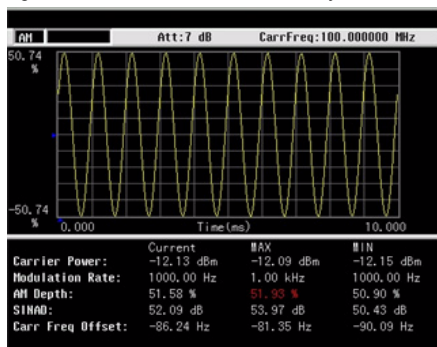 AM Att:7 dB CarrFreq:100.000000 MHz
50.74
%
-50.74
%
0.000 Time(ms) 10.000
Current MAX MIN
Carrier Power: -12.13 dBm -12.09 dBm -12.15 dBm
Modulation Rate: 1000.00 Hz 1.00 kHz 1000.00 Hz
AM Depth: 51.58 % 51.93 % 50.90 %
SINAD: 52.09 dB 53.97 dB 50.43 dB
Carr Freq Offset: -86.24 Hz -81.35 Hz -90.09 Hz